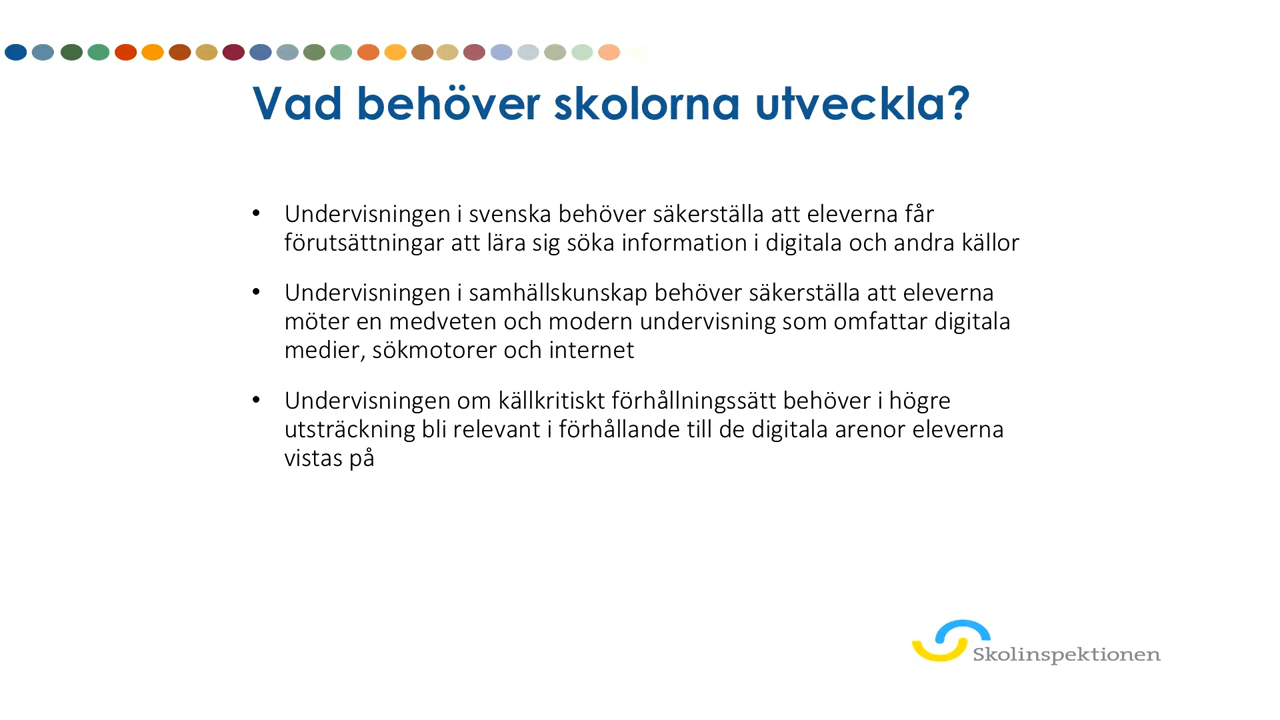 Vad behöver skolorna utveckla?
• Undervisningen i svenska behöver säkerställa att eleverna får
förutsättningar att lära sig söka information i digitala och andra källor
• Undervisningen i samhällskunskap behöver säkerställa att eleverna
möter en medveten och modern undervisning som omfattar digitala
medier, sökmotorer och internet
• Undervisningen om källkritiskt förhållningssätt behöver i högre
utsträckning bli relevant i förhållande till de digitala arenor eleverna
vistas på
Skolinspektionen